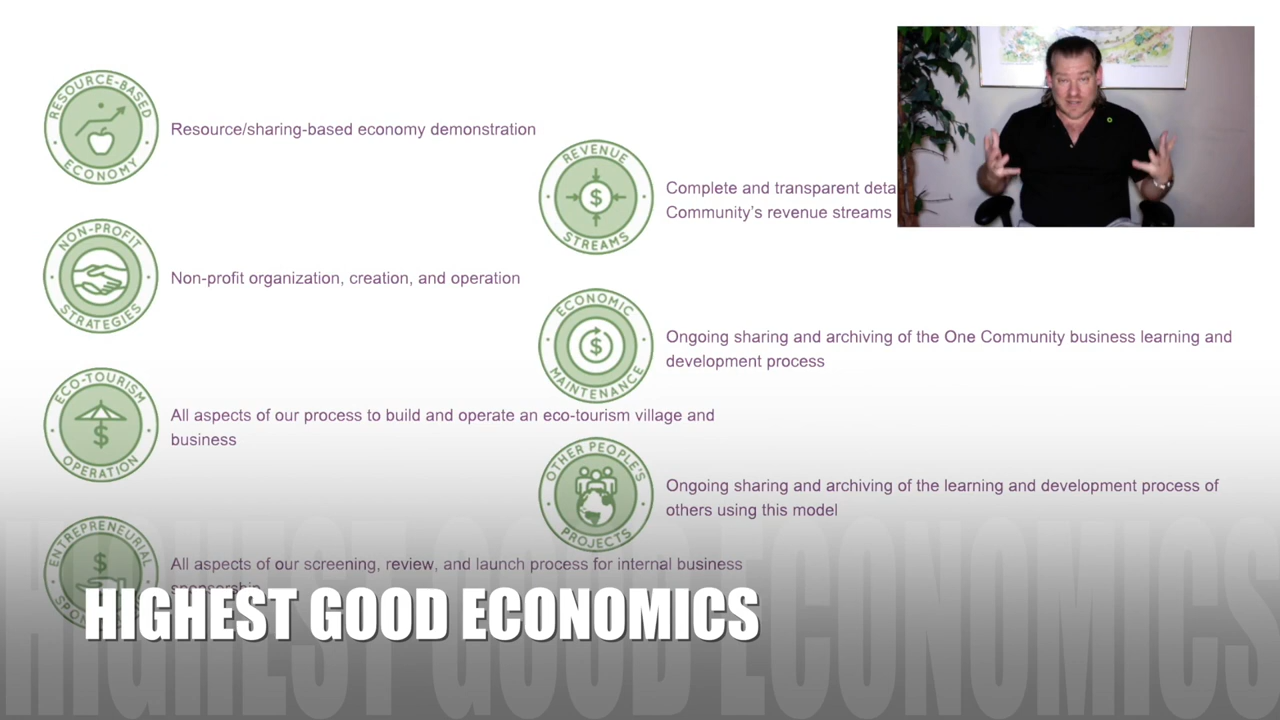 RESOURCE-BASED
ECONOMY
Resource/sharing-based economy demonstration
NON-PROFIT
STRATEGIES
Non-profit organization, creation, and operation
ECO-TOURISM
$
OPERATION
All aspects of our process to build and operate an eco-tourism village and
business
ENTREPRENEURIAL
$
All aspects of our screening, review, and launch process for internal business
sponsorship
REVENUE
$
STREAMS
Complete and transparent deta
Community’s revenue streams
ECONOMIC
$
MAINTENANCE
Ongoing sharing and archiving of the One Community business learning and
development process
OTHER PEOPLE'S
PROJECTS
Ongoing sharing and archiving of the learning and development process of
others using this model
HIGHEST GOOD ECONOMICS
HIGHEST GOOD ECONOMICS